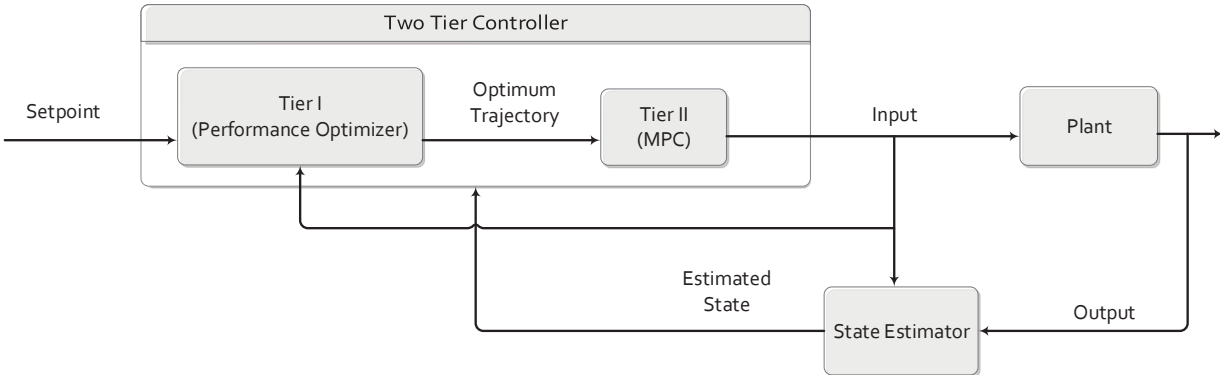 Two Tier Controller
Setpoint
Tier I
(Performance Optimizer)
Optimum
Trajectory
Tier II
(MPC)
Input
Plant
Estimated
State
State Estimator
Output